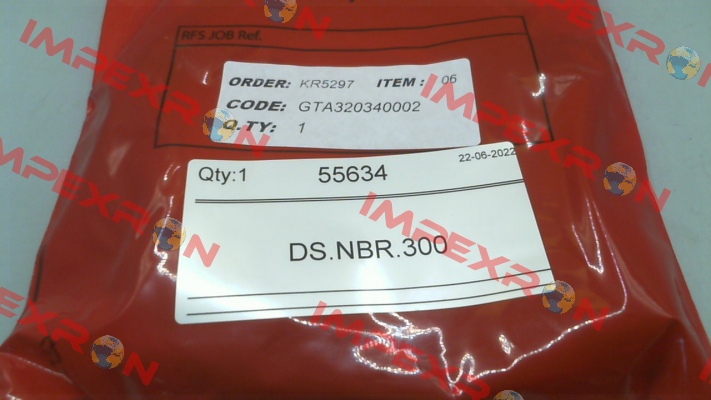 RFS JOB Ref.
ORDER: KR5297 ITEM : 06
CODE: GTA320340002
Q.TY: 1
22-06-2022
Qty:1 55634
DS.NBR.300
IMPEXRON